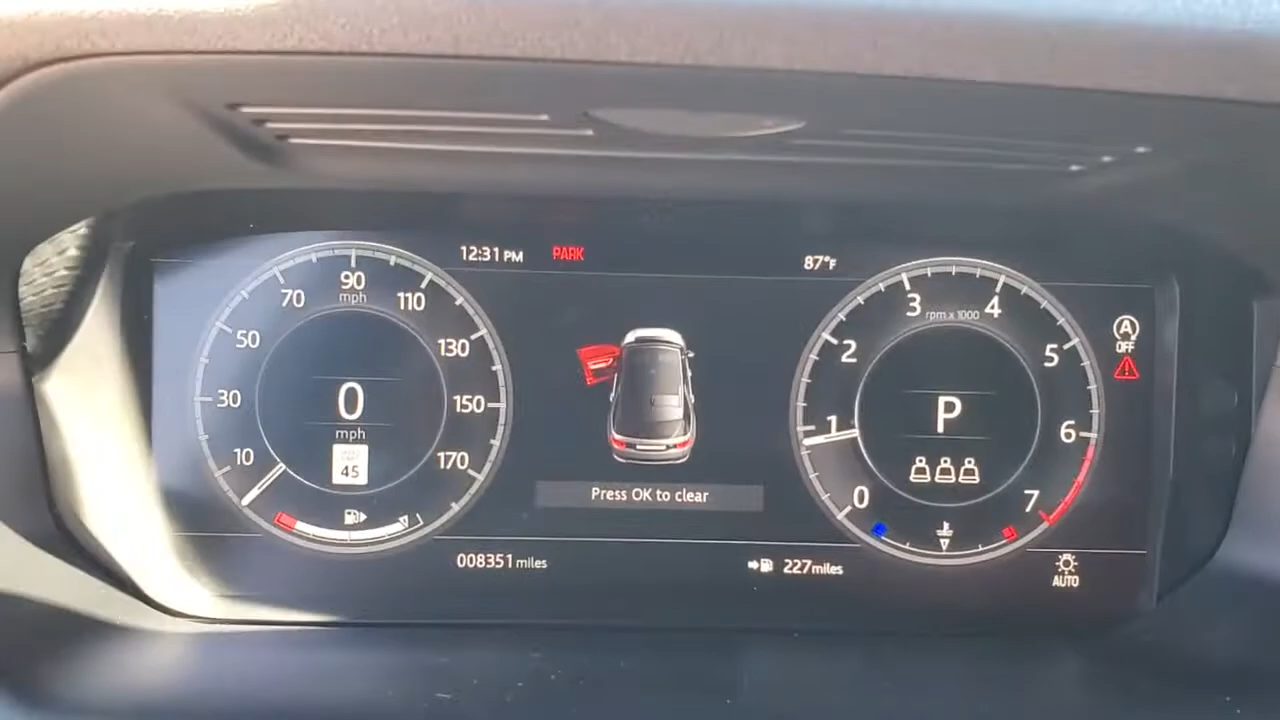 12:31 PM PARK 87°F
10
30
50
70
90
mph
110
130
150
170
0
mph
45
Press OK to clear
0
1
2
3
4
5
6
7
rpm x 1000
P
A
OFF
008351 miles
227 miles
AUTO